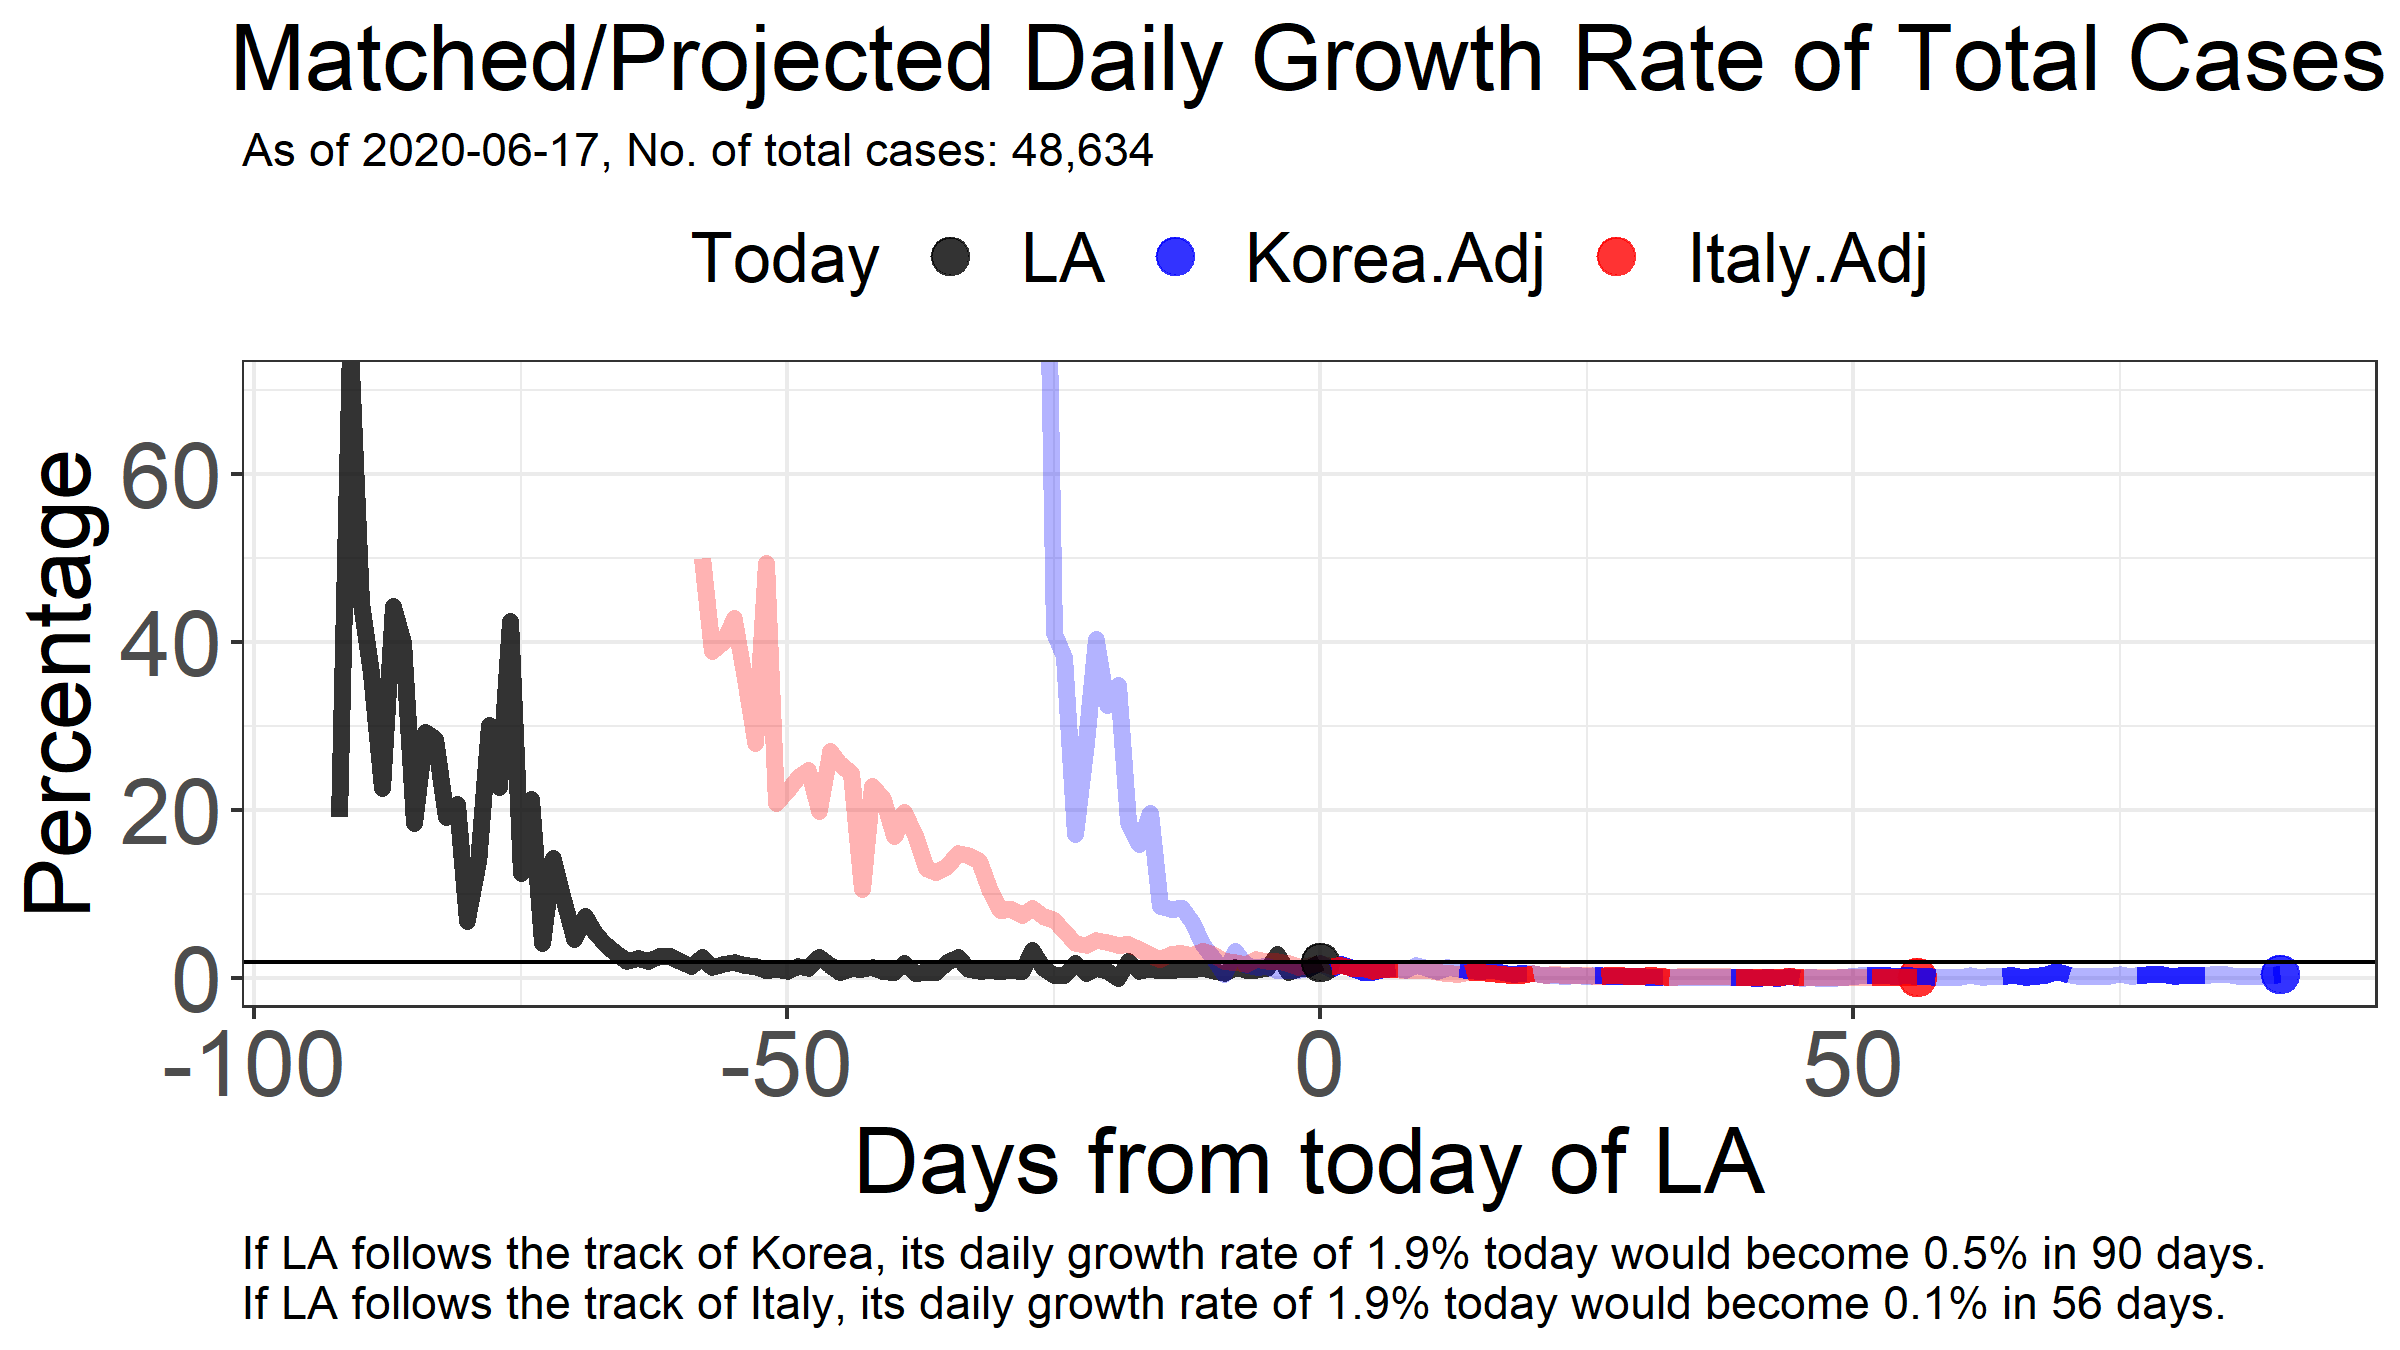 Matched/Projected Daily Growth Rate of Total Cases
As of 2020-06-17, No. of total cases: 48,634
Today LA Korea.Adj Italy.Adj
Percentage
60
40
20
0
-100 -50 0 50
Days from today of LA
If LA follows the track of Korea, its daily growth rate of 1.9% today would become 0.5% in 90 days.
If LA follows the track of Italy, its daily growth rate of 1.9% today would become 0.1% in 56 days.